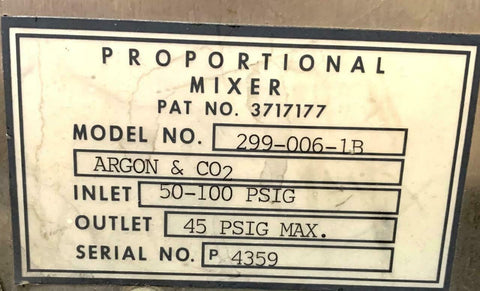 PROPORTIONAL
MIXER
PAT NO. 3717177
MODEL NO. 299-006-1B
ARGON & CO2
INLET 50-100 PSIG
OUTLET 45 PSIG MAX.
SERIAL NO. P 4359